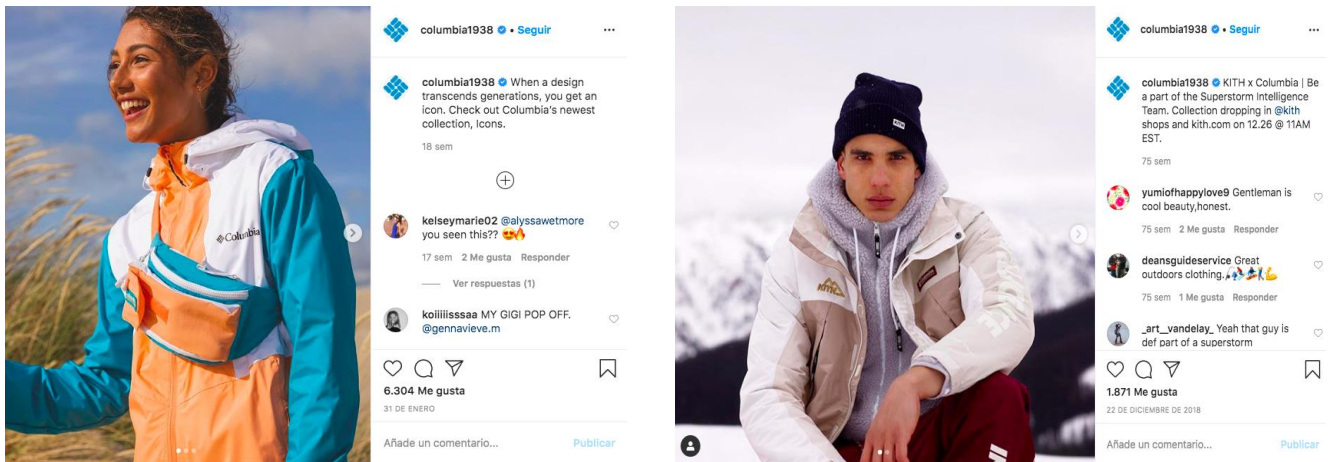 Columbia
columbia1938 • Seguir
columbia1938 When a design
transcends generations, you get an
icon. Check out Columbia's newest
collection, Icons.
18 sem
kelseymarie02 @alyssawetmore
you seen this?? 😍🔥
17 sem 2 Me gusta Responder
Ver respuestas (1)
koiiiiisssaa MY GIGI POP OFF.
@gennavieve.m
6.304 Me gusta
31 DE ENERO
Añade un comentario... Publicar
KITH
KITH
columbia1938 • Seguir
columbia1938 KITH x Columbia | Be
a part of the Superstorm Intelligence
Team. Collection dropping in @kith
shops and kith.com on 12.26 @ 11AM
EST.
75 sem
yumiofhappylove9 Gentleman is
cool beauty,honest.
75 sem 2 Me gusta Responder
deansguideservice Great
outdoors clothing.
75 sem 1 Me gusta Responder
_art__vandelay_ Yeah that guy is
def part of a superstorm
1.871 Me gusta
22 DE DICIEMBRE DE 2018
Añade un comentario... Publicar